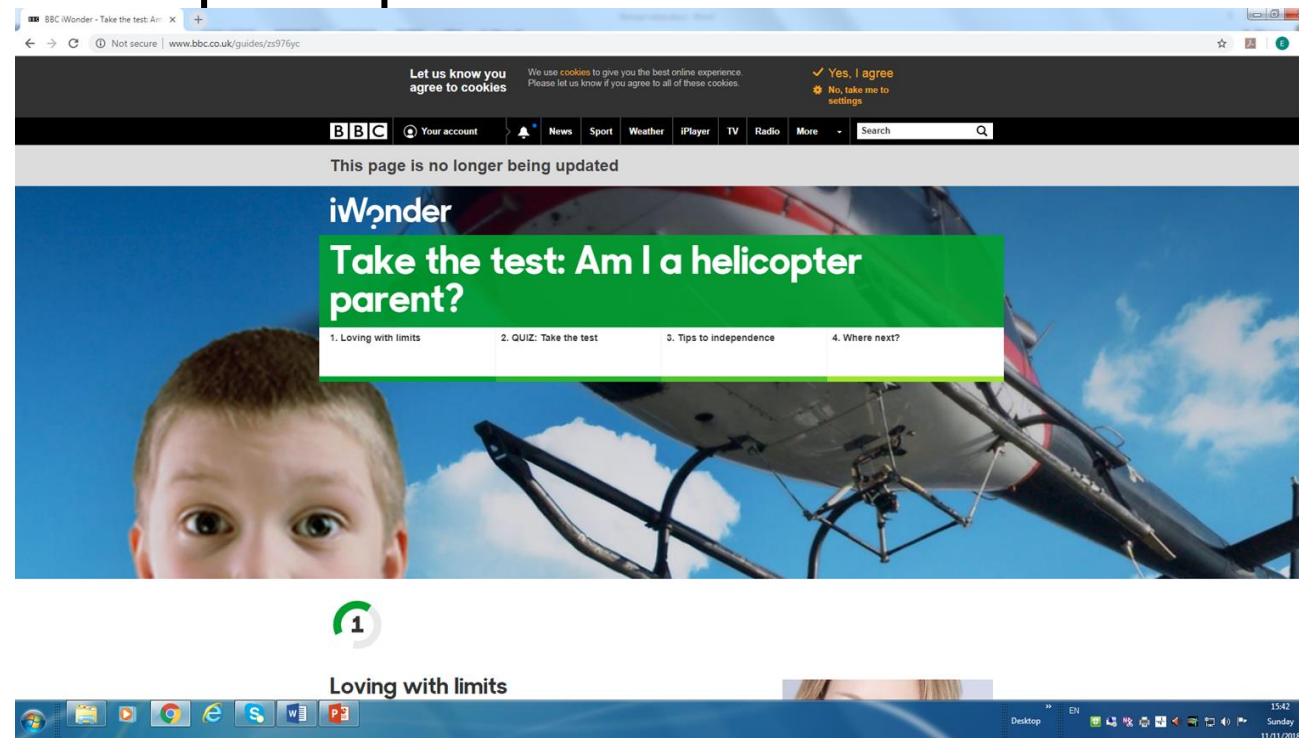 BBC iWonder - Take the test: Am
Not secure | www.bbc.co.uk/guides/zs976yc
Let us know you
agree to cookies
We use cookies to give you the best online experience.
Please let us know if you agree to all of these cookies.
Yes, I agree
No, take me to
settings
BBC Your account News Sport Weather iPlayer TV Radio More Search
This page is no longer being updated
iWonder
Take the test: Am I a helicopter
parent?
1. Loving with limits 2. QUIZ: Take the test 3. Tips to independence 4. Where next?
1
Loving with limits
Desktop EN 15:42
Sunday
11/11/2018